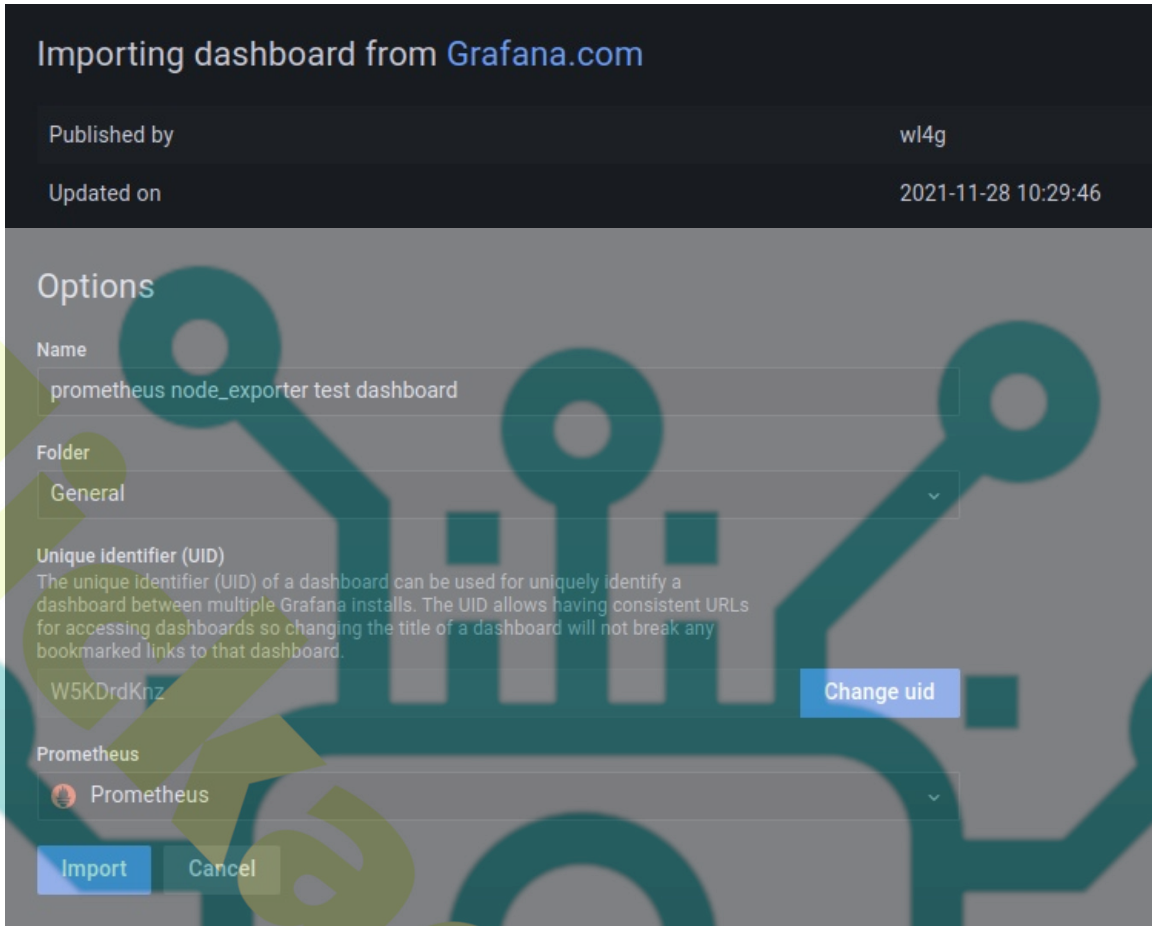 Importing dashboard from Grafana.com
Published by wl4g
Updated on 2021-11-28 10:29:46
Options
Name
prometheus node_exporter test dashboard
Folder
General
Unique identifier (UID)
The unique identifier (UID) of a dashboard can be used for uniquely identify a
dashboard between multiple Grafana installs. The UID allows having consistent URLs
for accessing dashboards so changing the title of a dashboard will not break any
bookmarked links to that dashboard.
W5KDrdKnz Change uid
Prometheus
Prometheus
Import Cancel